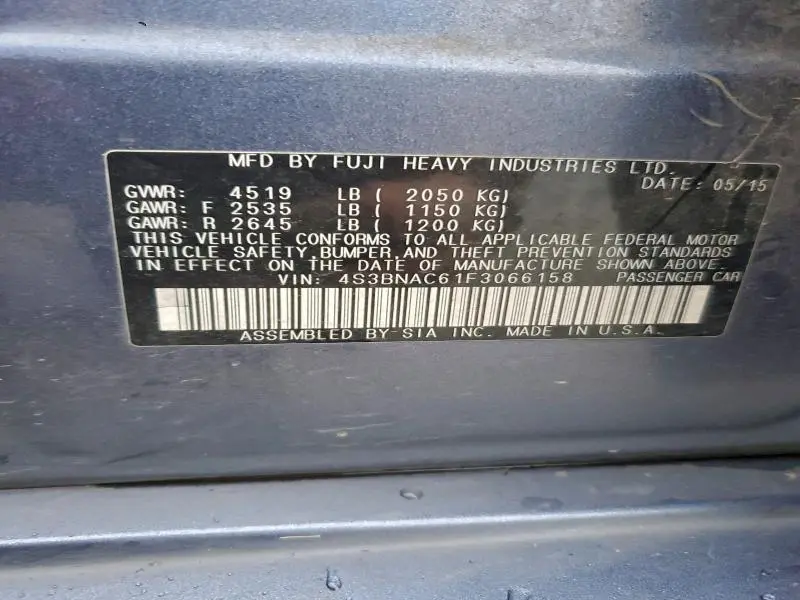 MFD BY FUJI HEAVY INDUSTRIES LTD.
DATE: 05/15
GVWR: 4519 LB ( 2050 KG)
GAWR: F 2535 LB ( 1150 KG)
GAWR: R 2645 LB ( 1200 KG)
THIS VEHICLE CONFORMS TO ALL APPLICABLE FEDERAL MOTOR
VEHICLE SAFETY,BUMPER,AND THEFT PREVENTION STANDARDS
IN EFFECT ON THE DATE OF MANUFACTURE SHOWN ABOVE.
VIN: 4S3BNAC61F3066158 PASSENGER CAR
ASSEMBLED BY SIA INC. MADE IN U.S.A.